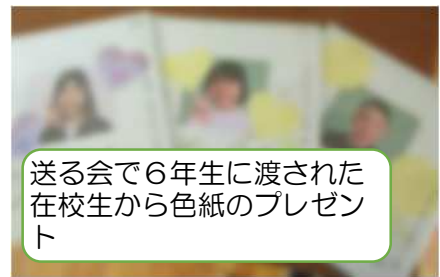 送る会で６年生に渡された
在校生から色紙のプレゼン
ト